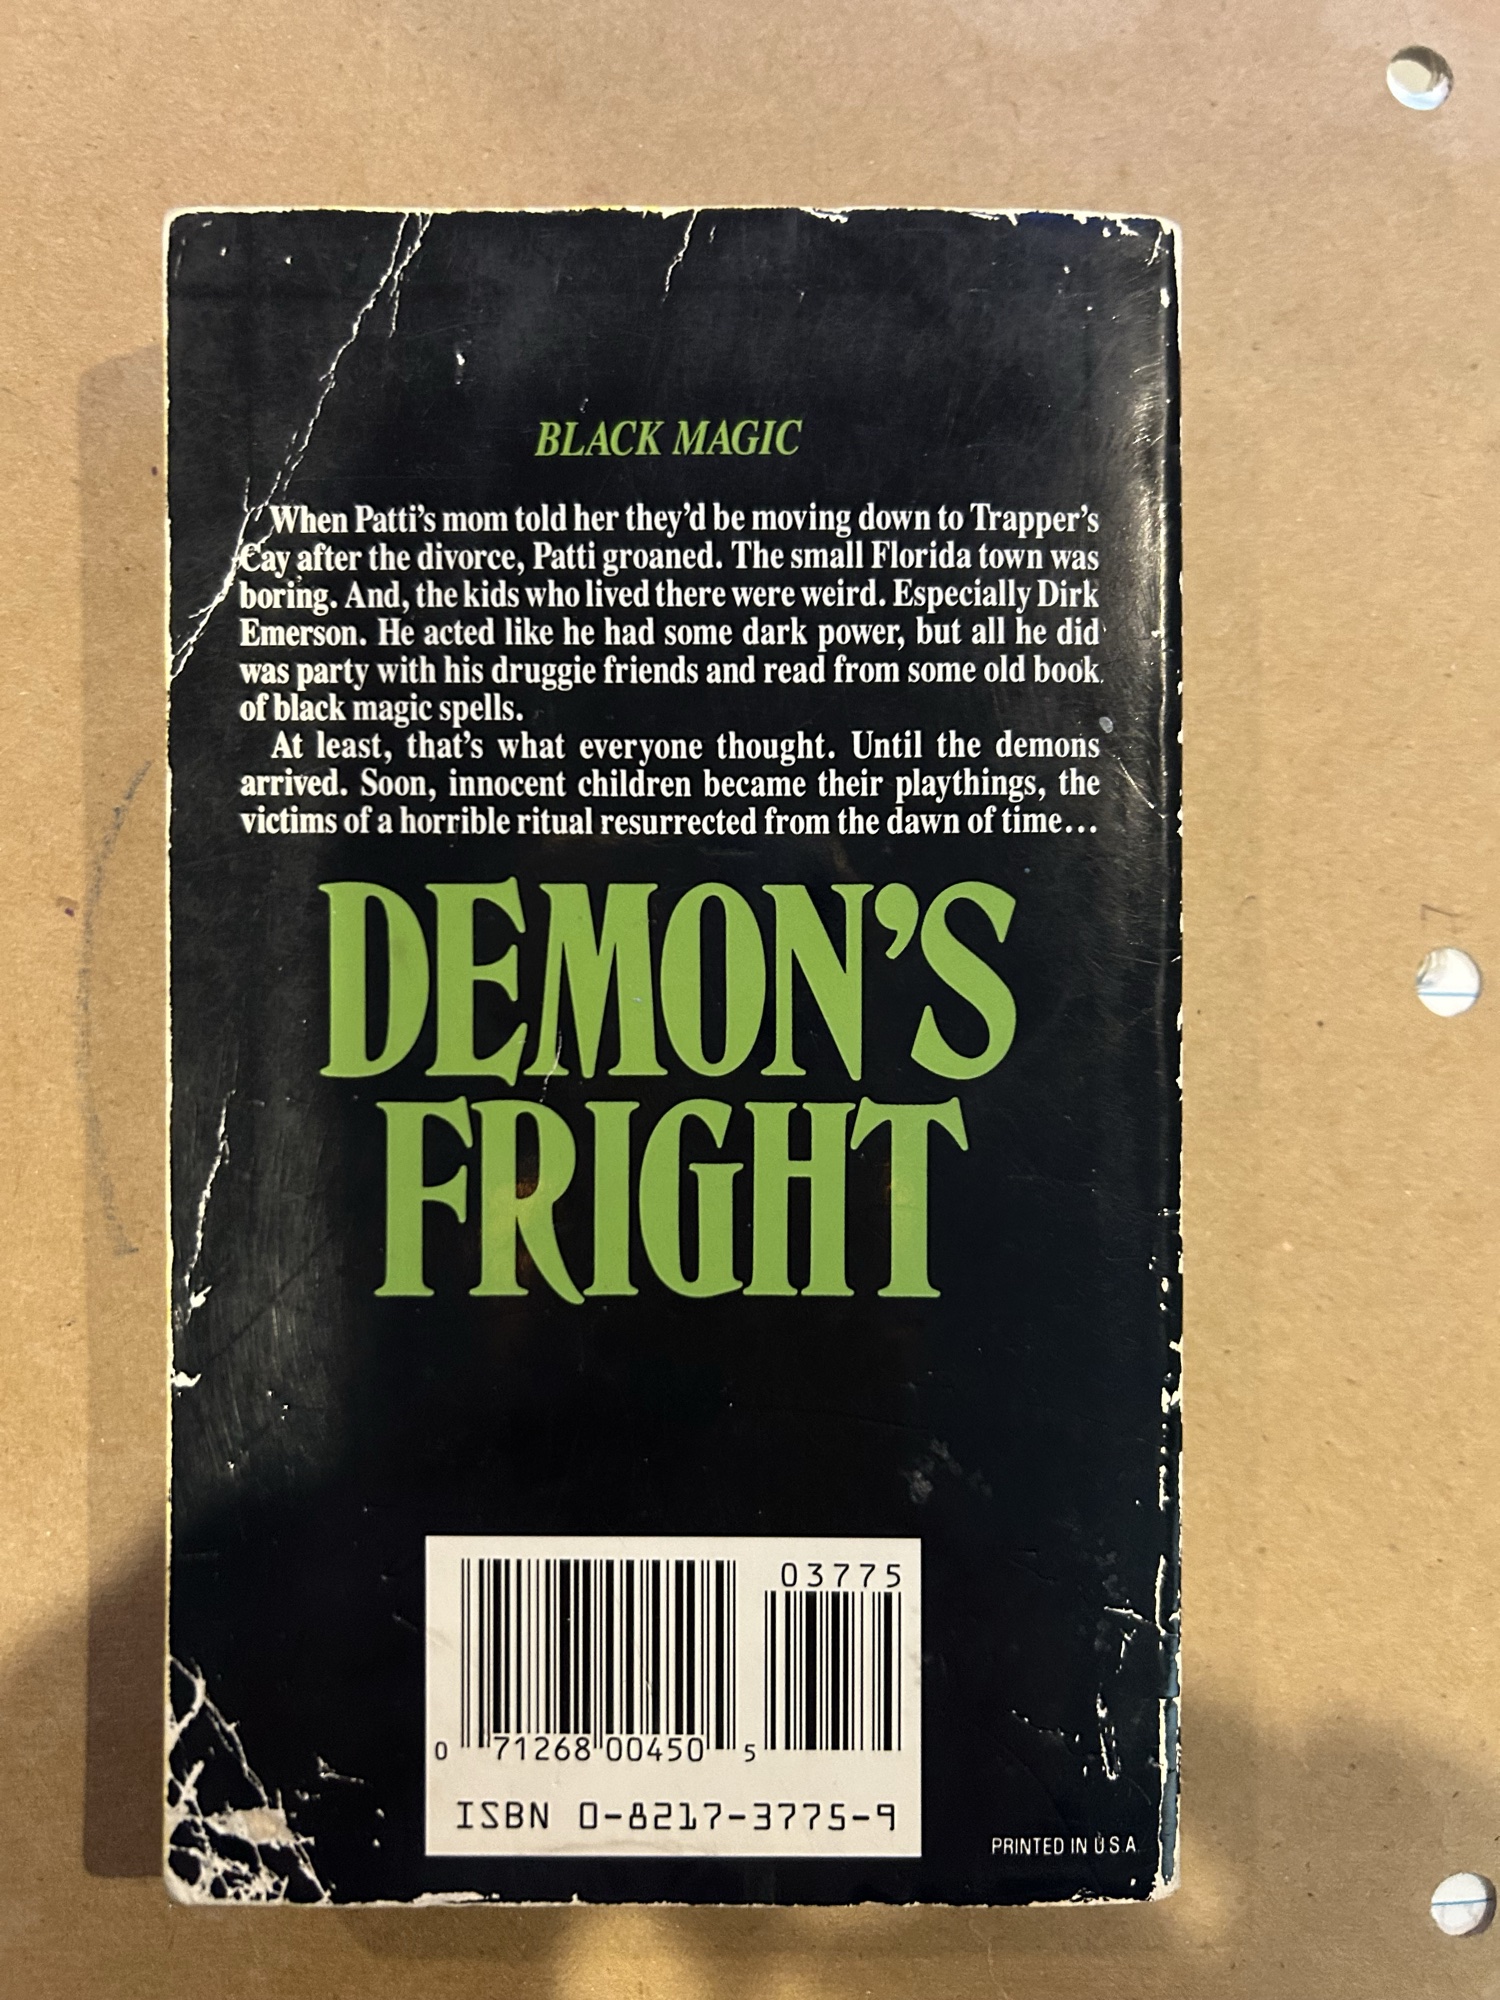 BLACK MAGIC
When Patti's mom told her they'd be moving down to Trapper's
Cay after the divorce, Patti groaned. The small Florida town was
boring. And, the kids who lived there were weird. Especially Dirk
Emerson. He acted like he had some dark power, but all he did
was party with his druggie friends and read from some old book
of black magic spells.
At least, that's what everyone thought. Until the demons
arrived. Soon, innocent children became their playthings, the
victims of a horrible ritual resurrected from the dawn of time...
DEMON'S
FRIGHT
03775
0 71268 00450 5
ISBN 0-8217-3775-9
PRINTED IN U.S.A.
7